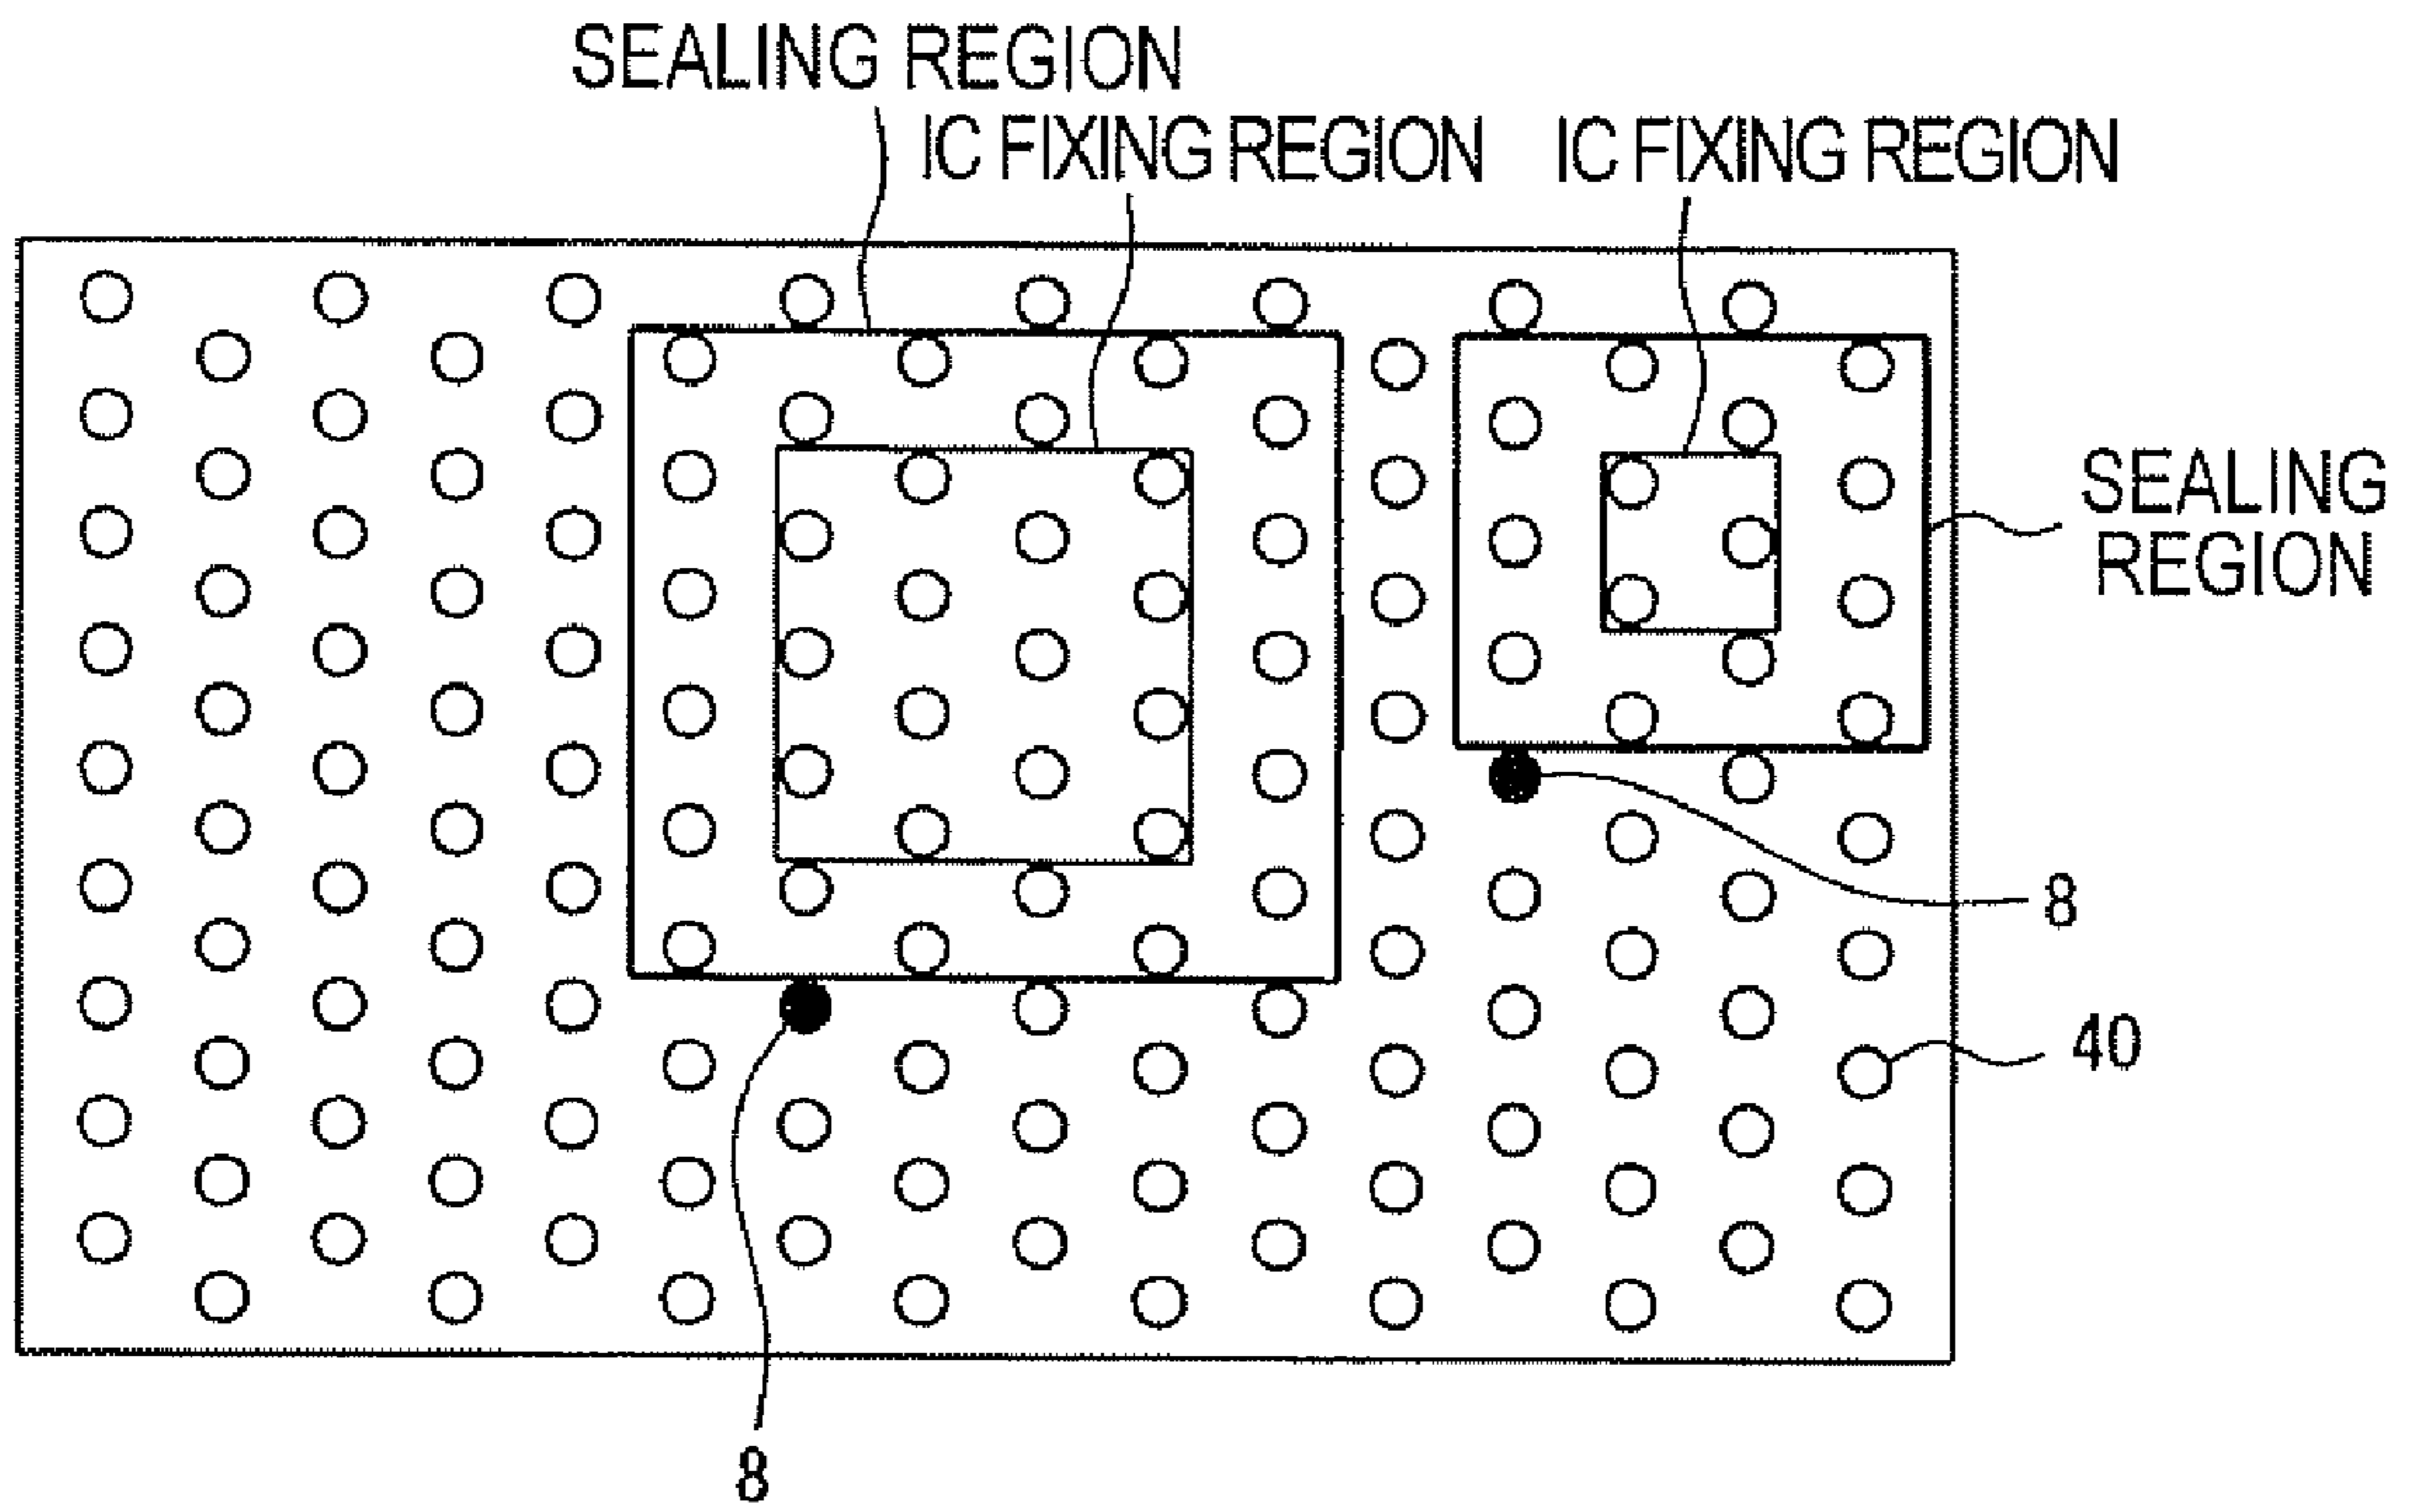 SEALING REGION
IC FIXING REGION
IC FIXING REGION
SEALING
REGION
8
40
8